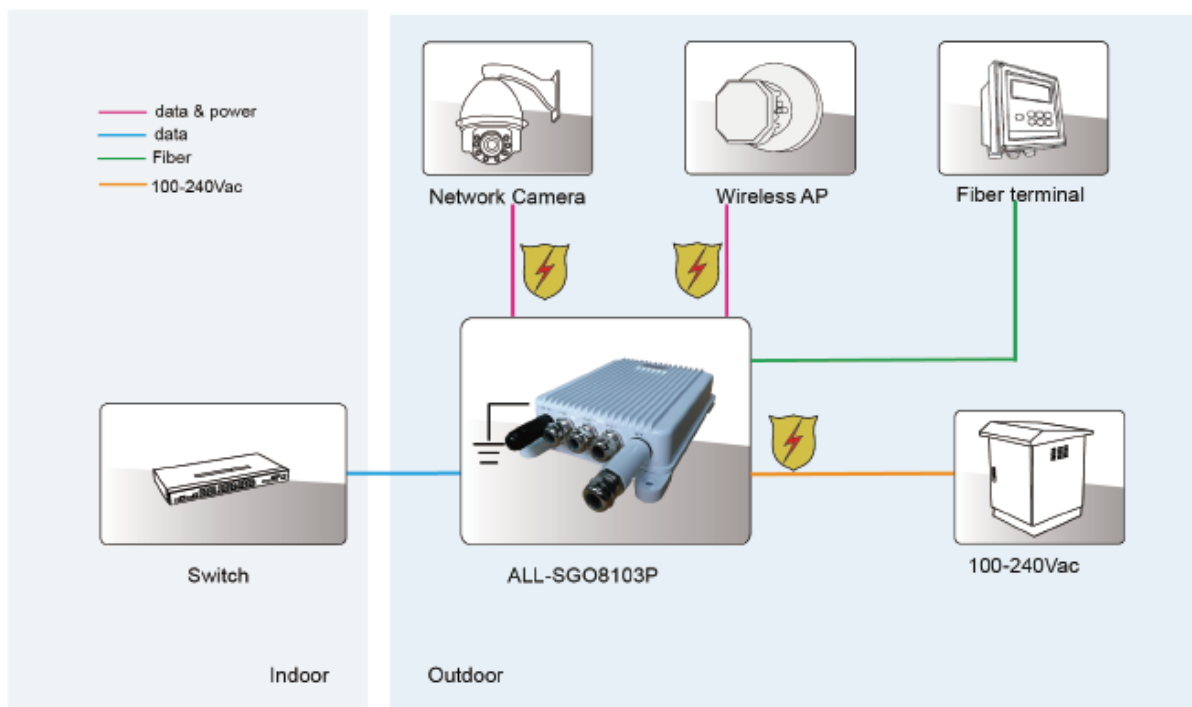 data & power
data
Fiber
100-240Vac
Network Camera
Wireless AP
Fiber terminal
Switch
ALL-SGO8103P
100-240Vac
Indoor
Outdoor